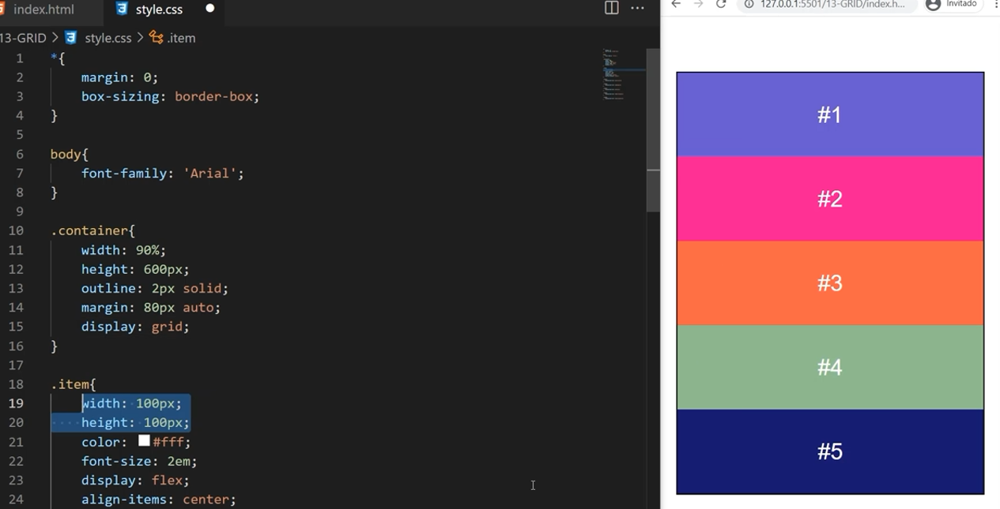 index.html
style.css
13-GRID > style.css > .item
1 *{
2 margin: 0;
3 box-sizing: border-box;
4 }
5
6 body{
7 font-family: 'Arial';
8 }
9
10 .container{
11 width: 90%;
12 height: 600px;
13 outline: 2px solid;
14 margin: 80px auto;
15 display: grid;
16 }
17
18 .item{
19 width: 100px;
20 height: 100px;
21 color: #fff;
22 font-size: 2em;
23 display: flex;
24 align-items: center;
127.0.0.1:5501/13-GRID/index.h...
Invitado
#1
#2
#3
#4
#5